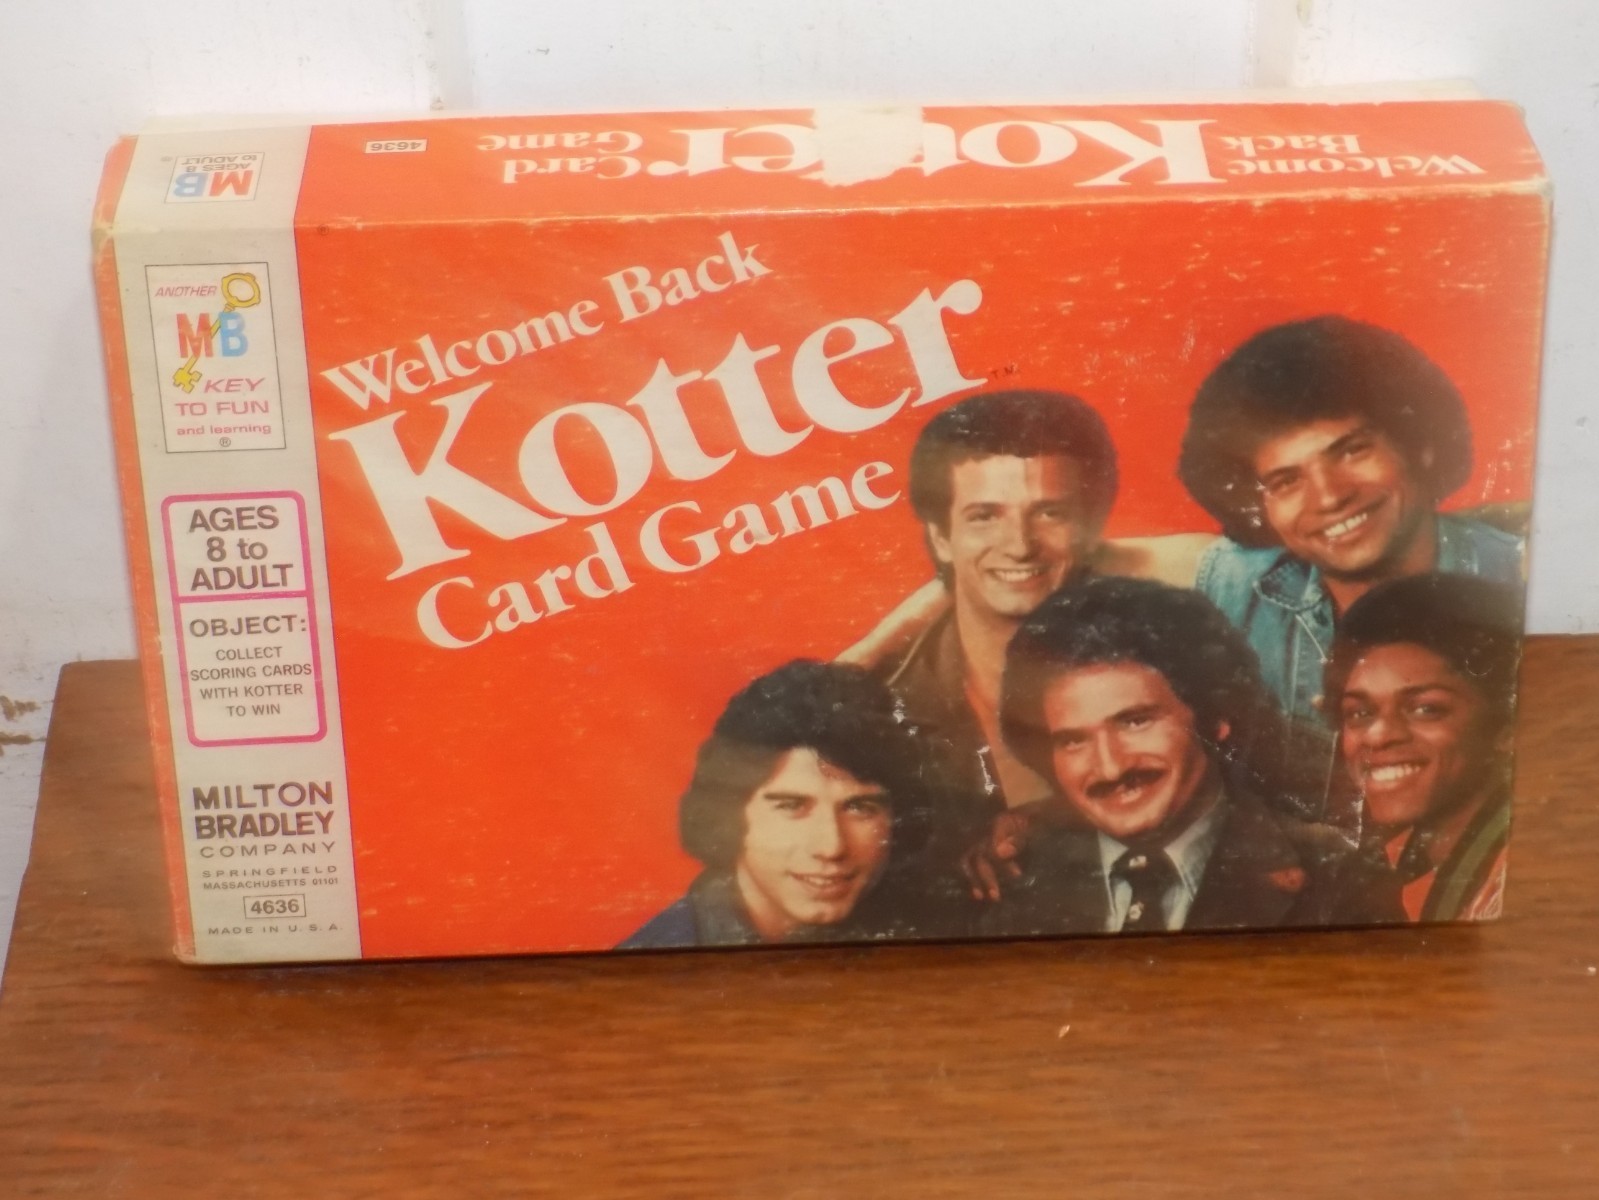 Welcome Back
Kotter
Card Game
4636
MB
AGES 8
to ADULT
Welcome Back
Kotter T.M.
Card Game
ANOTHER
MB
KEY
TO FUN
and learning
®
AGES
8 to
ADULT
OBJECT:
COLLECT
SCORING CARDS
WITH KOTTER
TO WIN
MILTON
BRADLEY
COMPANY
SPRINGFIELD
MASSACHUSETTS 01101
4636
MADE IN U.S.A.